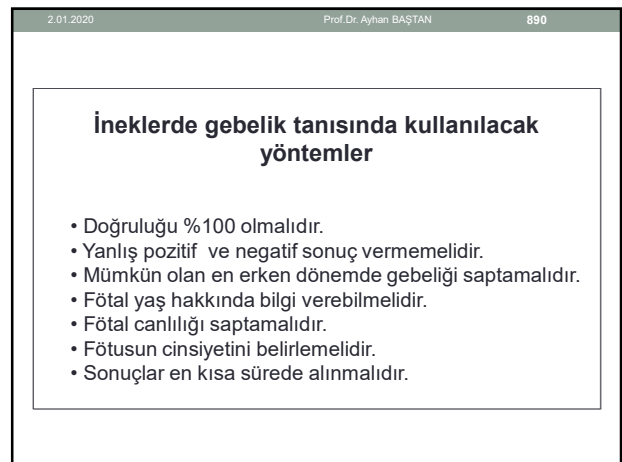 2.01.2020 Prof.Dr. Ayhan BAŞTAN 890
İneklerde gebelik tanısında kullanılacak
yöntemler
• Doğruluğu %100 olmalıdır.
• Yanlış pozitif ve negatif sonuç vermemelidir.
• Mümkün olan en erken dönemde gebeliği saptamalıdır.
• Fötal yaş hakkında bilgi verebilmelidir.
• Fötal canlılığı saptamalıdır.
• Fötusun cinsiyetini belirlemelidir.
• Sonuçlar en kısa sürede alınmalıdır.